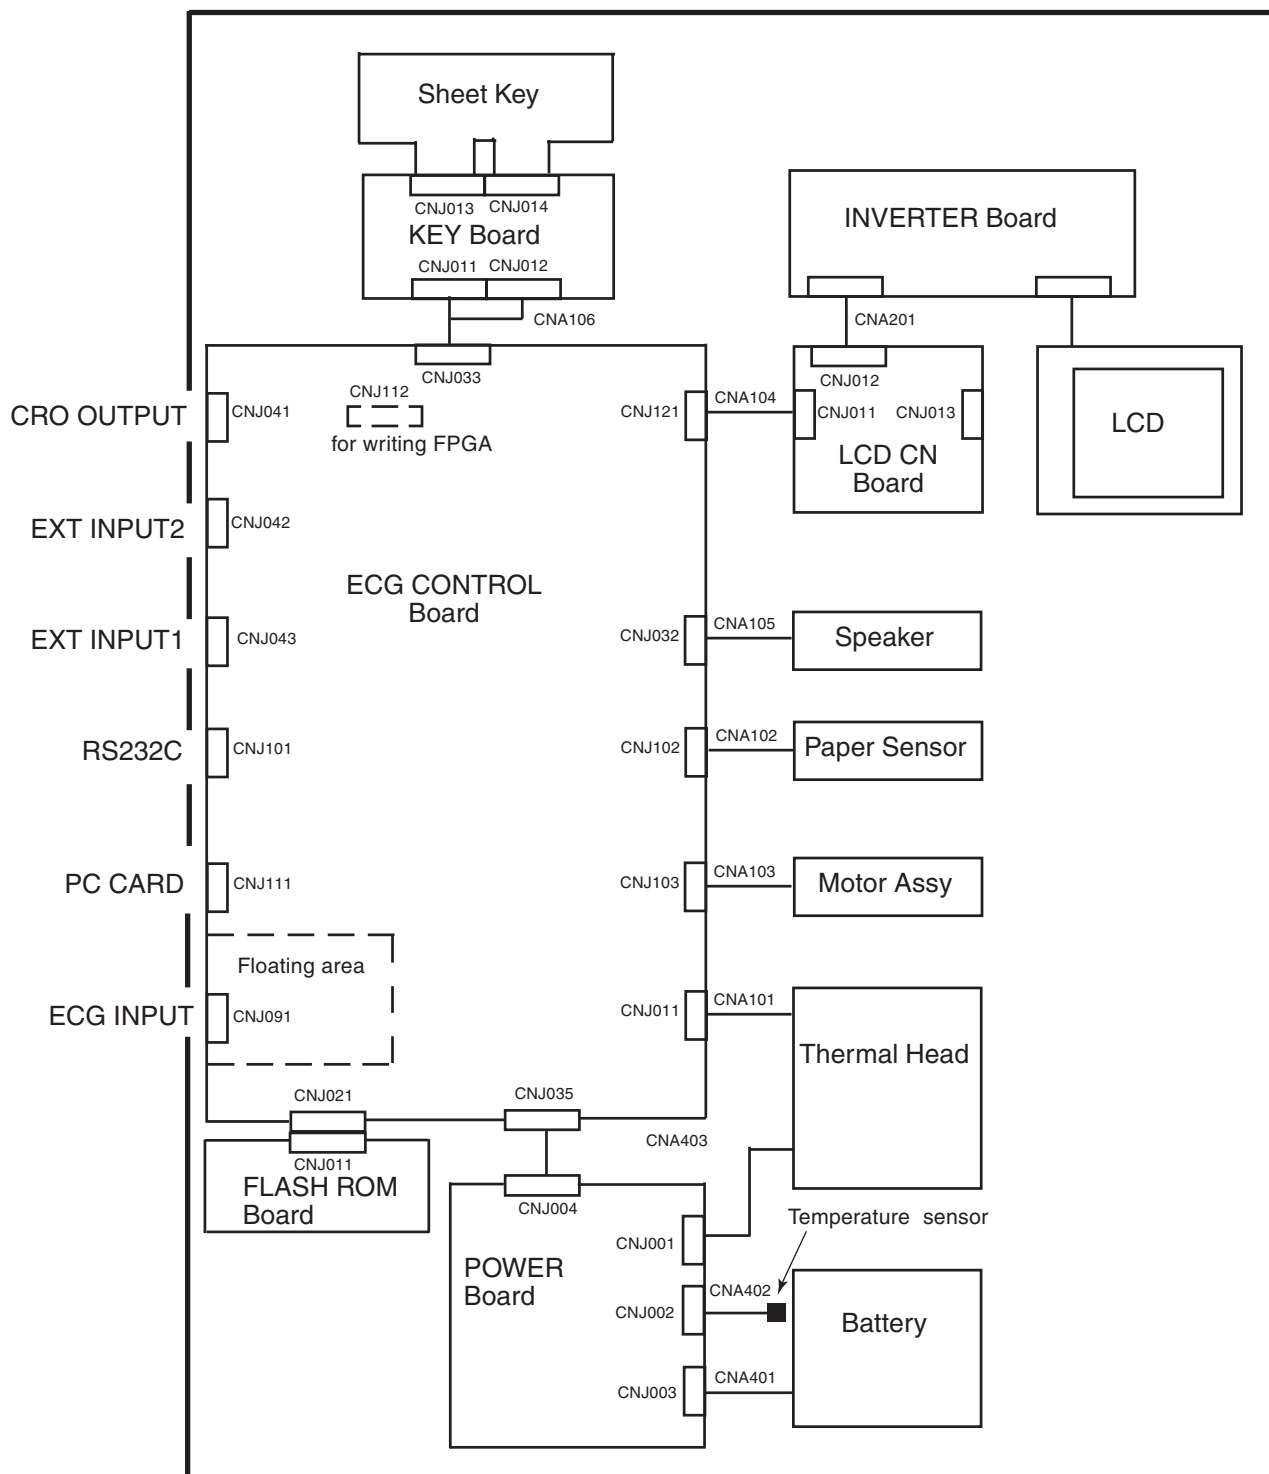 Sheet Key
CNJ013 CNJ014
KEY Board
CNJ011 CNJ012
CNA106
INVERTER Board
CNA201
CNJ033
CNJ112
for writing FPGA
CRO OUTPUT
CNJ041
CNJ121
CNA104
CNJ012
CNJ011 CNJ013
LCD CN
Board
LCD
EXT INPUT2
CNJ042
ECG CONTROL
Board
EXT INPUT1
CNJ043
CNJ032
CNA105
Speaker
RS232C
CNJ101
CNJ102
CNA102
Paper Sensor
PC CARD
CNJ111
CNJ103
CNA103
Motor Assy
Floating area
ECG INPUT
CNJ091
CNJ011
CNA101
Thermal Head
CNJ021
CNJ035
CNA403
CNJ011
FLASH ROM
Board
CNJ004
CNJ001
Temperature sensor
POWER
Board
CNA402
CNJ002
Battery
CNJ003
CNA401